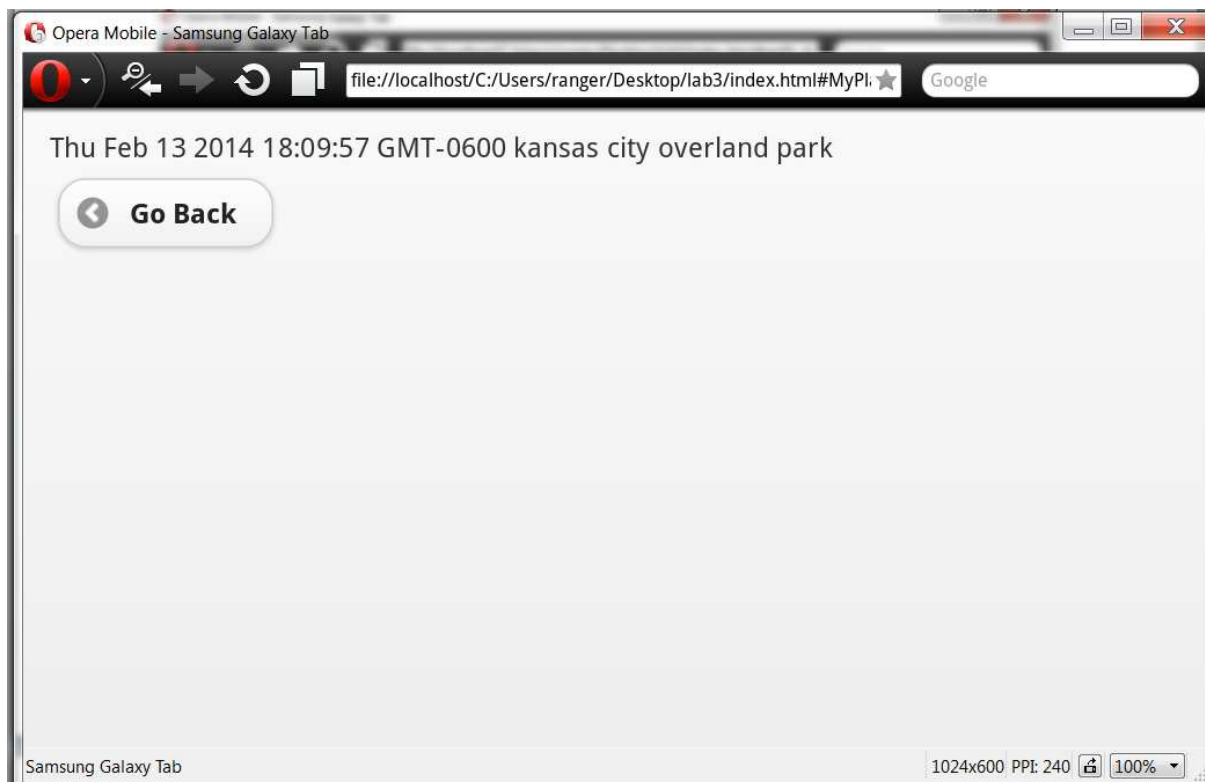 Opera Mobile - Samsung Galaxy Tab
file://localhost/C:/Users/ranger/Desktop/lab3/index.html#MyPl
Google
Thu Feb 13 2014 18:09:57 GMT-0600 kansas city overland park
Go Back
Samsung Galaxy Tab
1024x600 PPI: 240 100%